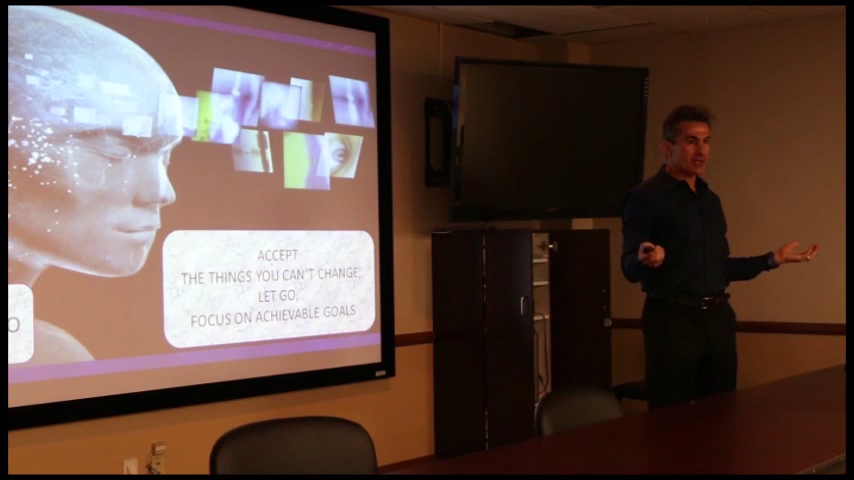 ACCEPT
THE THINGS YOU CAN'T CHANGE,
LET GO,
FOCUS ON ACHIEVABLE GOALS
O